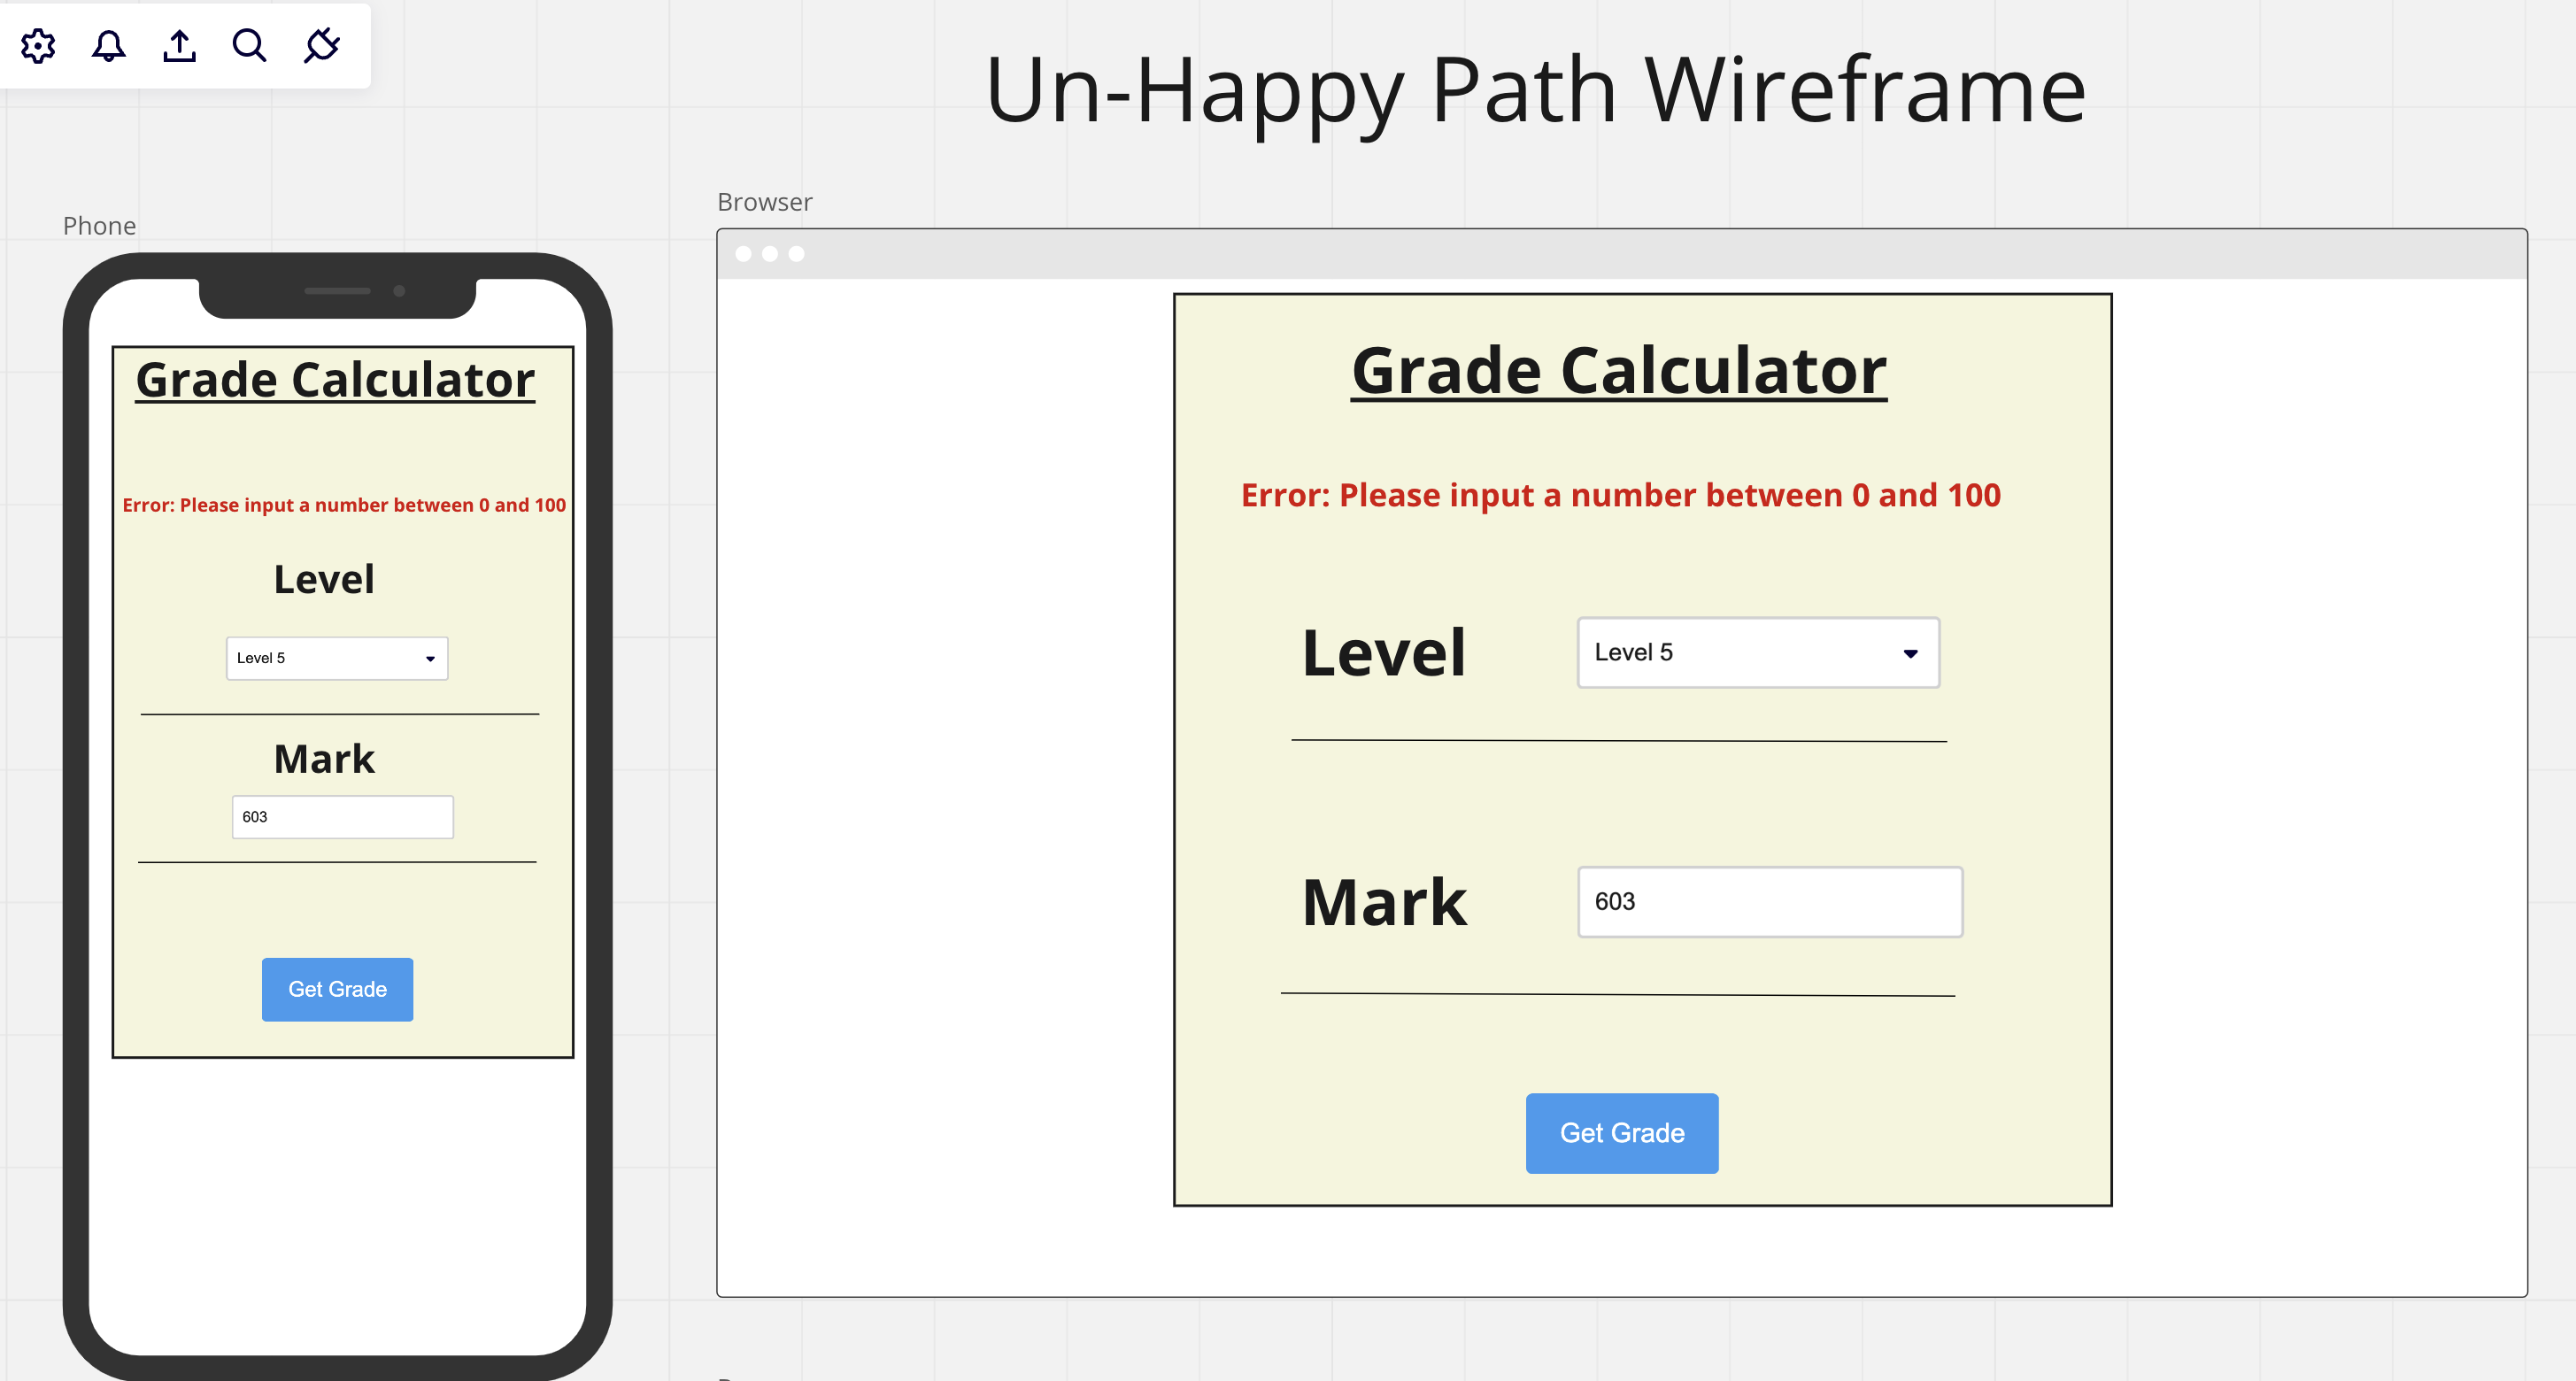 Un-Happy Path Wireframe
Phone
Grade Calculator
Error: Please input a number between 0 and 100
Level
Level 5
Mark
603
Get Grade
Browser
Grade Calculator
Error: Please input a number between 0 and 100
Level
Level 5
Mark
603
Get Grade